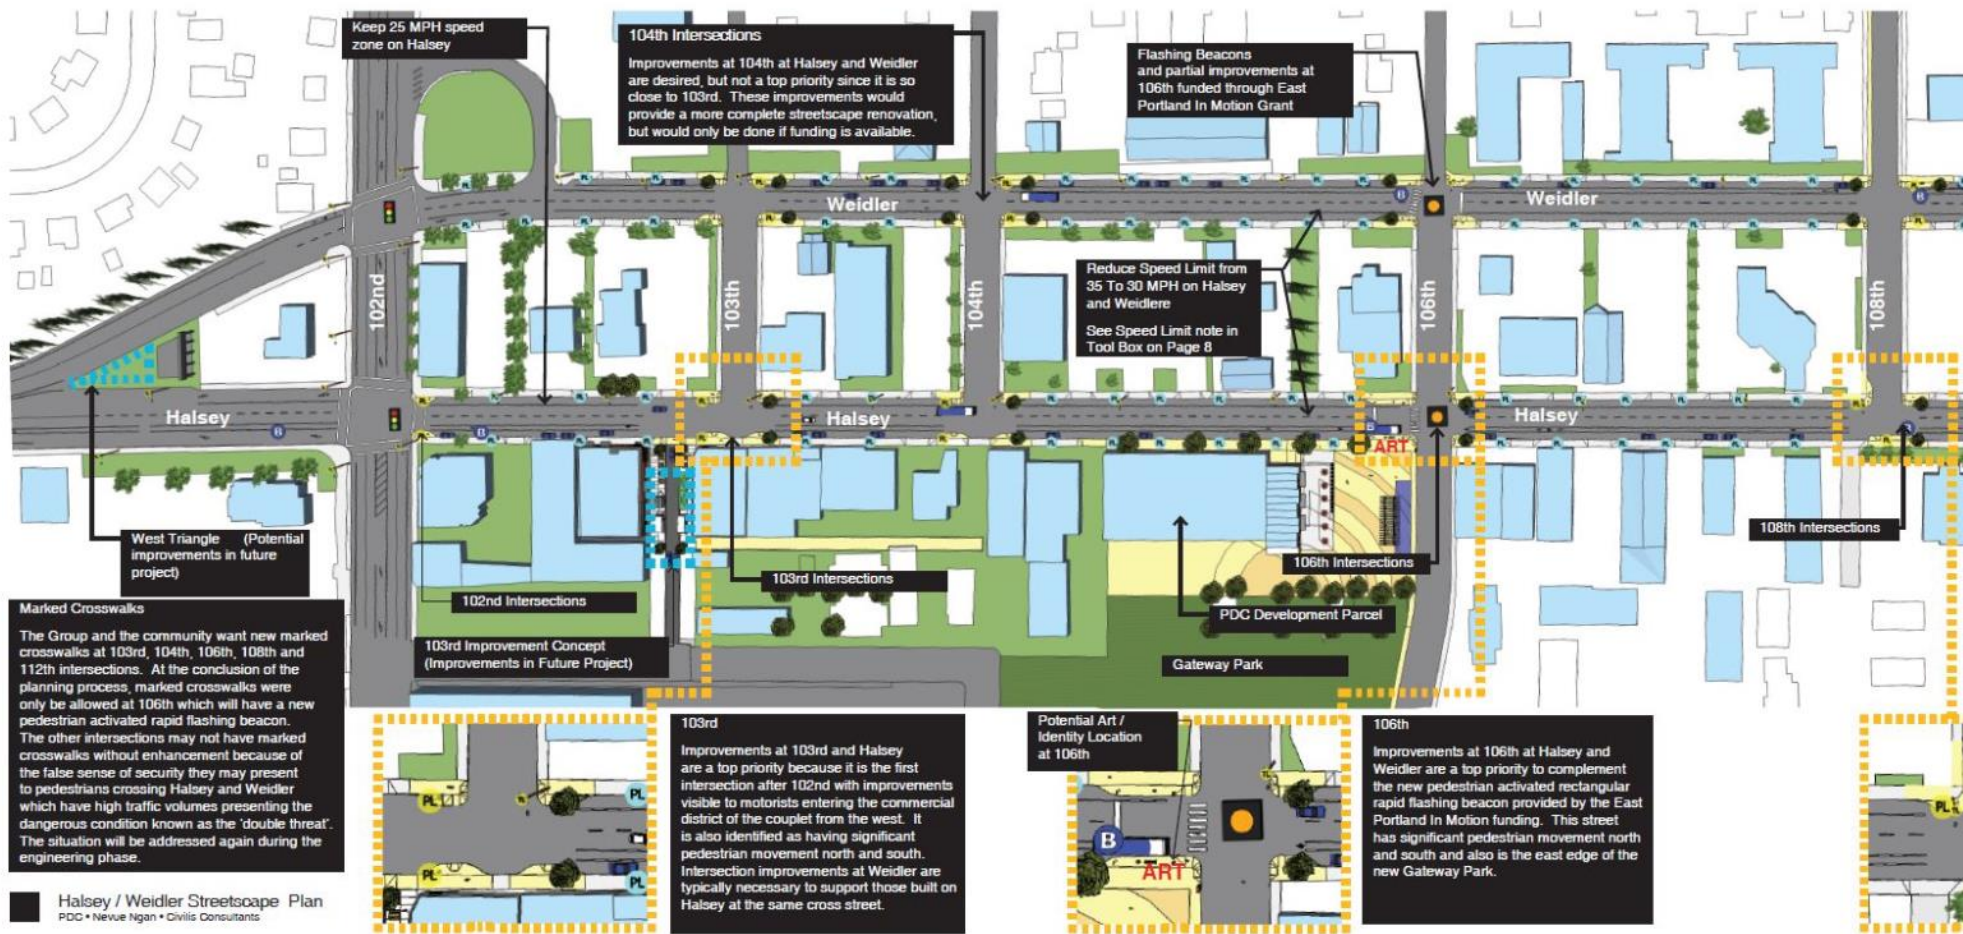 Keep 25 MPH speed
zone on Halsey
104th Intersections
Improvements at 104th at Halsey and Weidler
are desired, but not a top priority since it is so
close to 103rd. These improvements would
provide a more complete streetscape renovation,
but would only be done if funding is available.
Flashing Beacons
and partial improvements at
106th funded through East
Portland In Motion Grant
Weidler
Weidler
102nd
103th
104th
106th
108th
Reduce Speed Limit from
35 To 30 MPH on Halsey
and Weidlere
See Speed Limit note in
Tool Box on Page 8
Halsey
Halsey
Halsey
B
B
B
B
B
B
ART
West Triangle (Potential
improvements in future
project)
102nd Intersections
103rd Intersections
106th Intersections
108th Intersections
103rd Improvement Concept
(Improvements in Future Project)
PDC Development Parcel
Gateway Park
Marked Crosswalks
The Group and the community want new marked
crosswalks at 103rd, 104th, 106th, 108th and
112th intersections. At the conclusion of the
planning process, marked crosswalks were
only be allowed at 106th which will have a new
pedestrian activated rapid flashing beacon.
The other intersections may not have marked
crosswalks without enhancement because of
the false sense of security they may present
to pedestrians crossing Halsey and Weidler
which have high traffic volumes presenting the
dangerous condition known as the 'double threat'.
The situation will be addressed again during the
engineering phase.
PL
PL
PL
PL
103rd
Improvements at 103rd and Halsey
are a top priority because it is the first
intersection after 102nd with improvements
visible to motorists entering the commercial
district of the couplet from the west. It
is also identified as having significant
pedestrian movement north and south.
Intersection improvements at Weidler are
typically necessary to support those built on
Halsey at the same cross street.
Potential Art /
Identity Location
at 106th
B
ART
106th
Improvements at 106th at Halsey and
Weidler are a top priority to complement
the new pedestrian activated rectangular
rapid flashing beacon provided by the East
Portland In Motion funding. This street
has significant pedestrian movement north
and south and also is the east edge of the
new Gateway Park.
PL
Halsey / Weidler Streetscape Plan
PDC • Nevue Ngan • Civilis Consultants